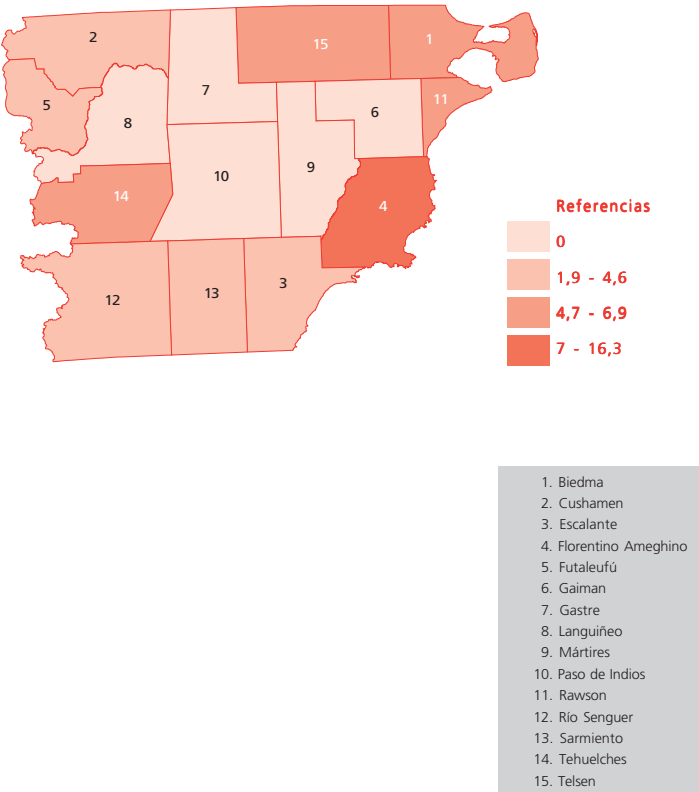 2
15
1
7
5
11
6
8
9
10
14
4
Referencias
0
1,9 - 4,6
4,7 - 6,9
7 - 16,3
3
13
12
1. Biedma
2. Cushamen
3. Escalante
4. Florentino Ameghino
5. Futaleufú
6. Gaiman
7. Gastre
8. Languiñeo
9. Mártires
10. Paso de Indios
11. Rawson
12. Río Senguer
13. Sarmiento
14. Tehuelches
15. Telsen